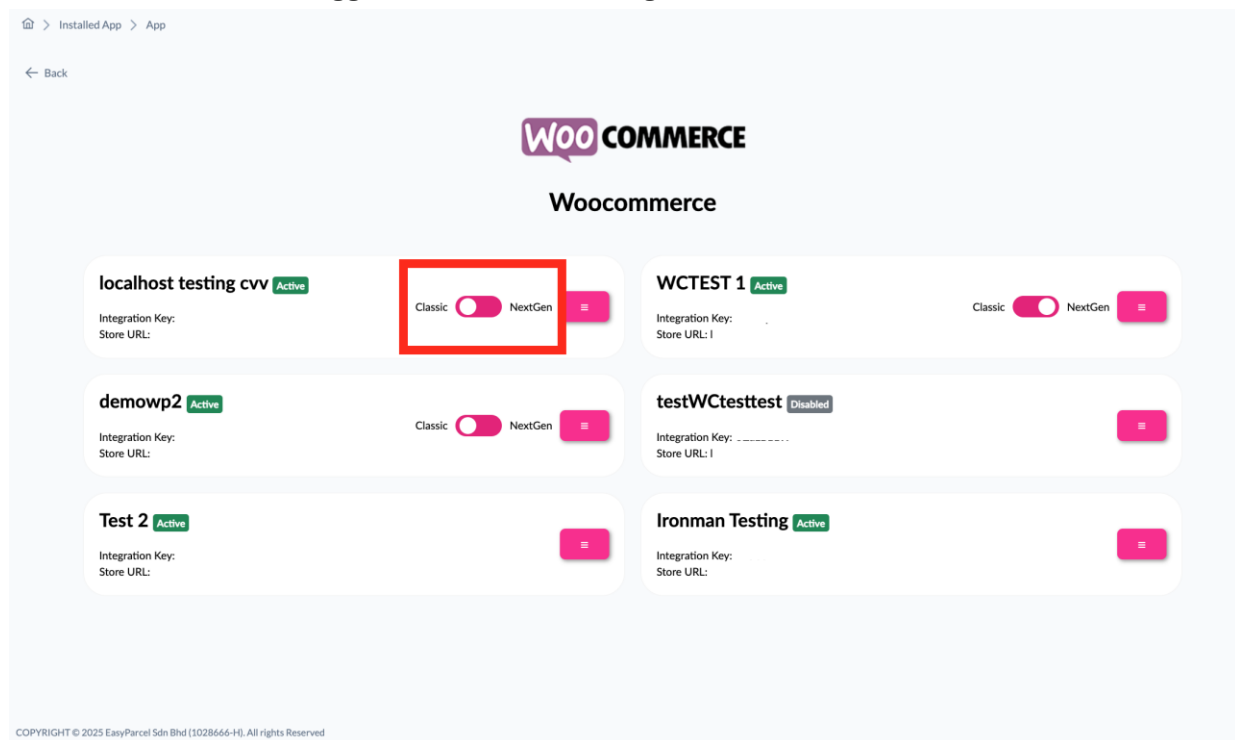 Installed App > App
← Back
WOO COMMERCE
Woocommerce
localhost testing cvv Active
Integration Key:
Store URL:
Classic NextGen
WCTEST 1 Active
Integration Key:
Store URL: l
Classic NextGen
demowp2 Active
Integration Key:
Store URL:
Classic NextGen
testWCtesttest Disabled
Integration Key:
Store URL: l
Test 2 Active
Integration Key:
Store URL:
Ironman Testing Active
Integration Key:
Store URL:
COPYRIGHT © 2025 EasyParcel Sdn Bhd (1028666-H). All rights Reserved